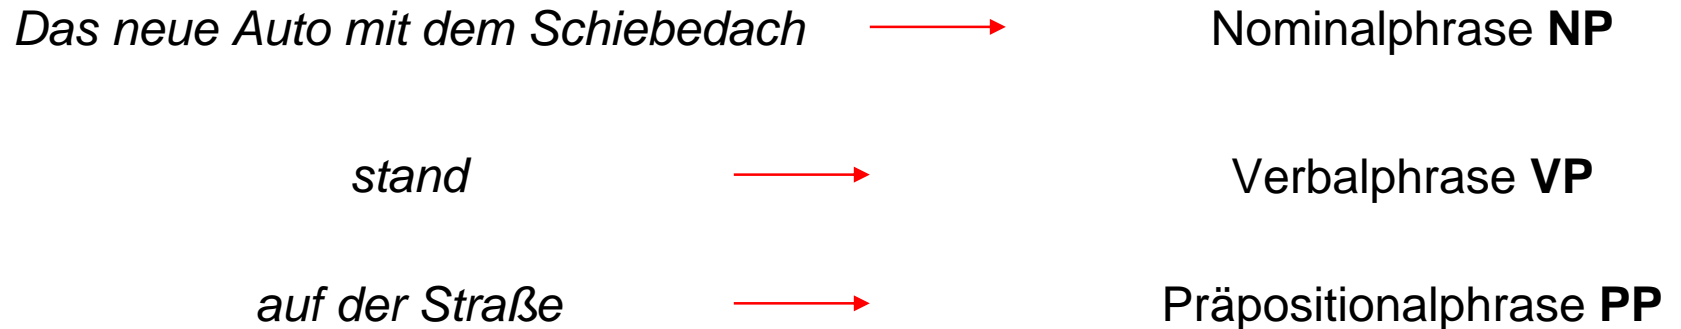 Das neue Auto mit dem Schiebedach Nominalphrase NP
stand Verbalphrase VP
auf der Straße Präpositionalphrase PP